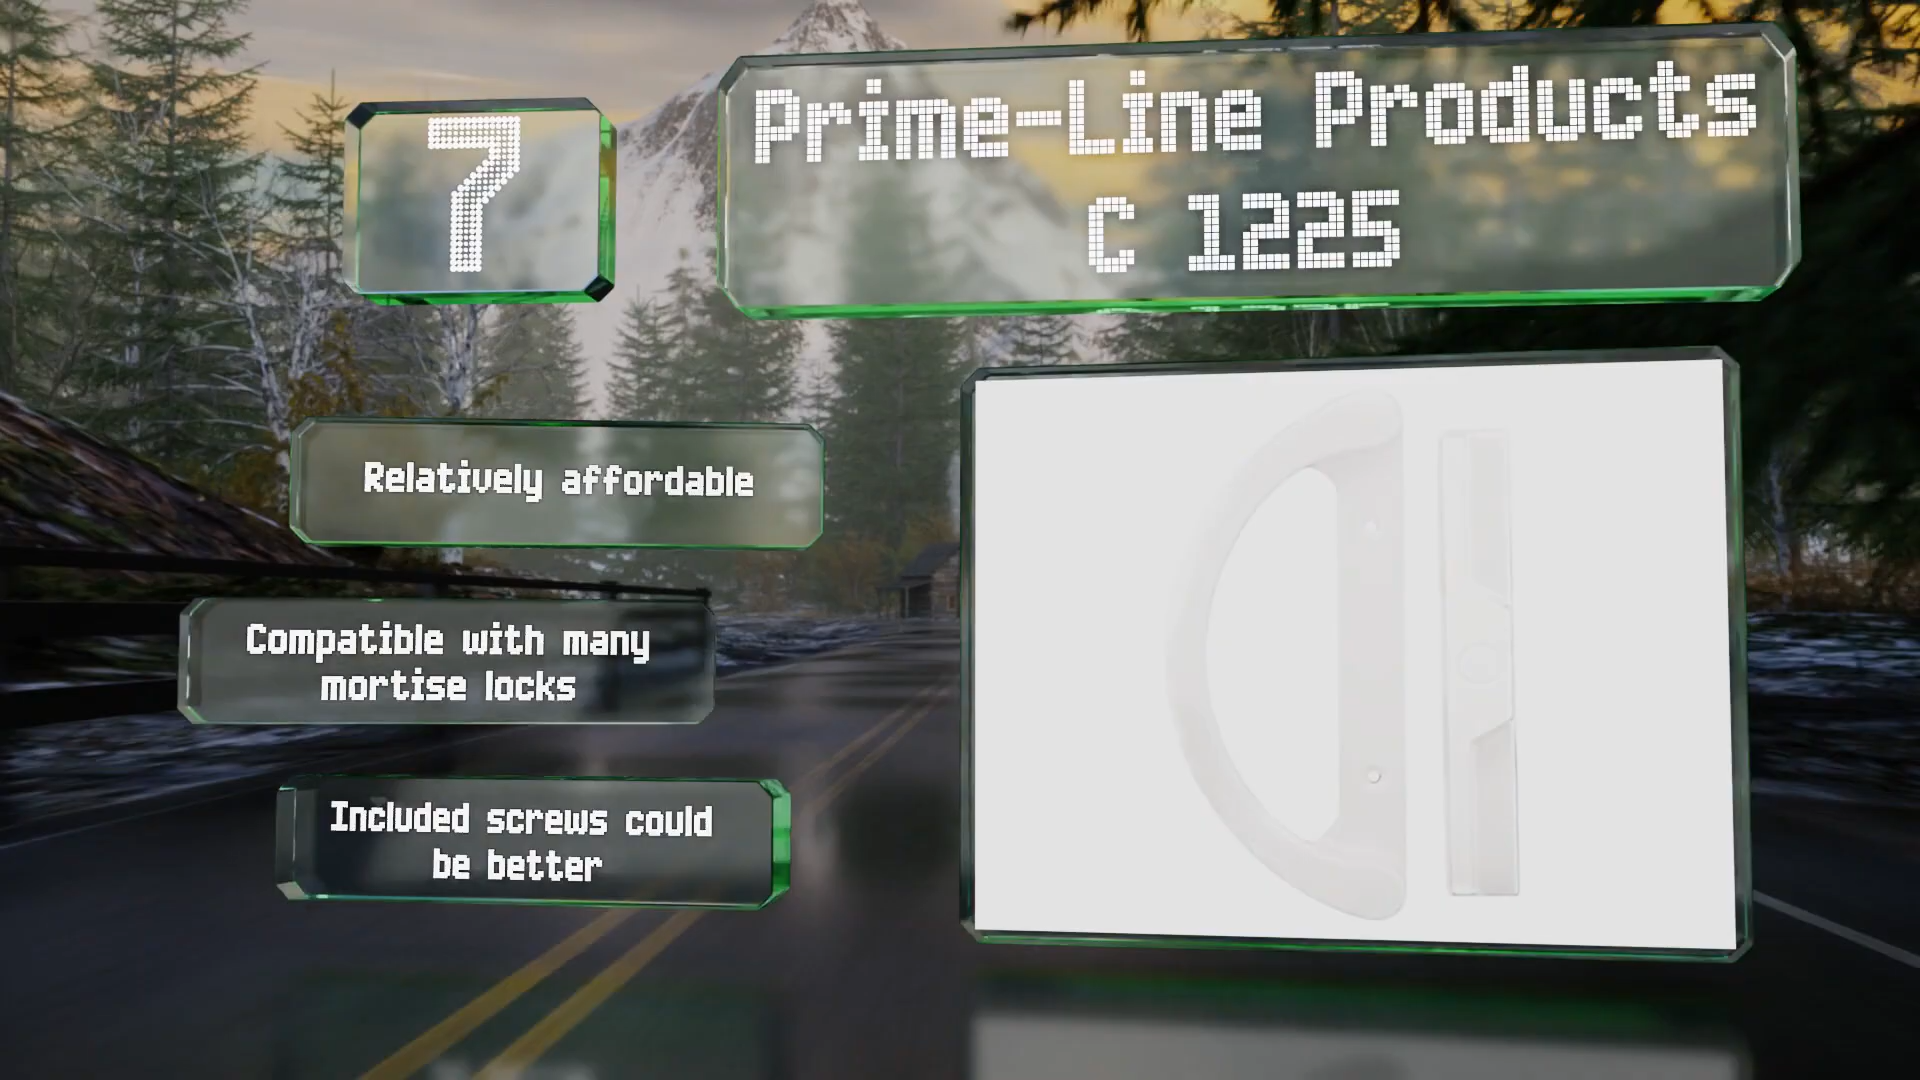 7
Prime-Line Products
C 1225
Relatively affordable
Compatible with many
mortise locks
Included screws could
be better